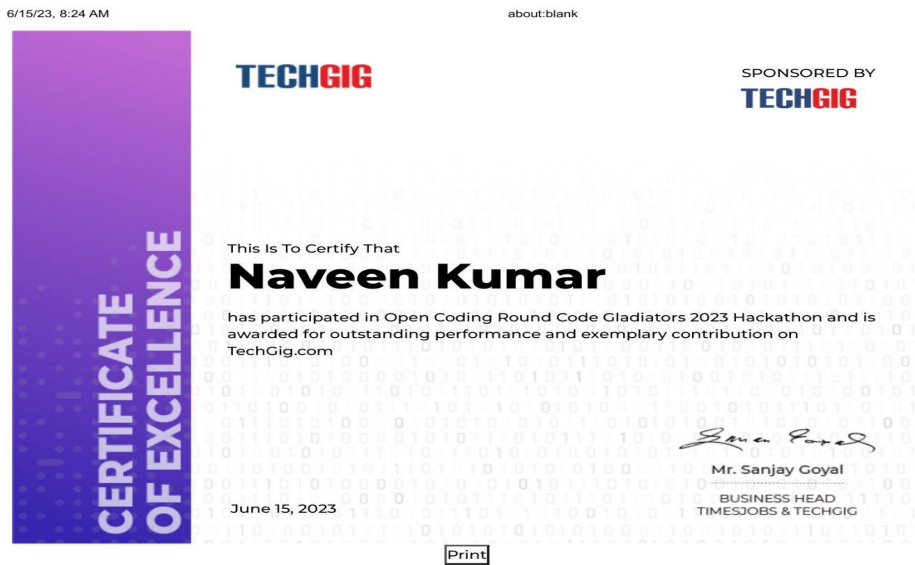 6/15/23, 8:24 AM
about:blank
TECHGIG
SPONSORED BY
TECHGIG
CERTIFICATE
OF EXCELLENCE
This Is To Certify That
Naveen Kumar
has participated in Open Coding Round Code Gladiators 2023 Hackathon and is
awarded for outstanding performance and exemplary contribution on
TechGig.com
Mr. Sanjay Goyal
BUSINESS HEAD
TIMESJOBS & TECHGIG
June 15, 2023
Print